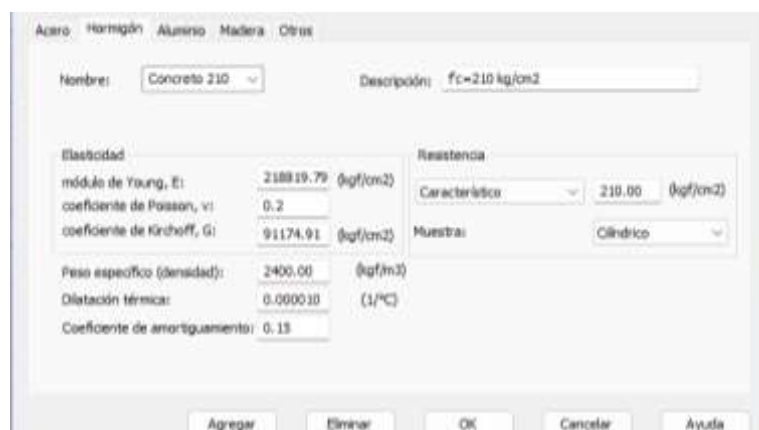 Acero Hormigón Aluminio Madera Otros
Nombre: Concreto 210 Descripción: f'c=210 kg/cm2
Elasticidad Resistencia
módulo de Young, E: 218819.79 (kgf/cm2) Característico 210.00 (kgf/cm2)
coeficiente de Poisson, v: 0.2
coeficiente de Kirchoff, G: 91174.91 (kgf/cm2) Muestra: Cilíndrico
Peso específico (densidad): 2400.00 (kgf/m3)
Dilatación térmica: 0.000010 (1/°C)
Coeficiente de amortiguamiento: 0.15
Agregar Eliminar OK Cancelar Ayuda